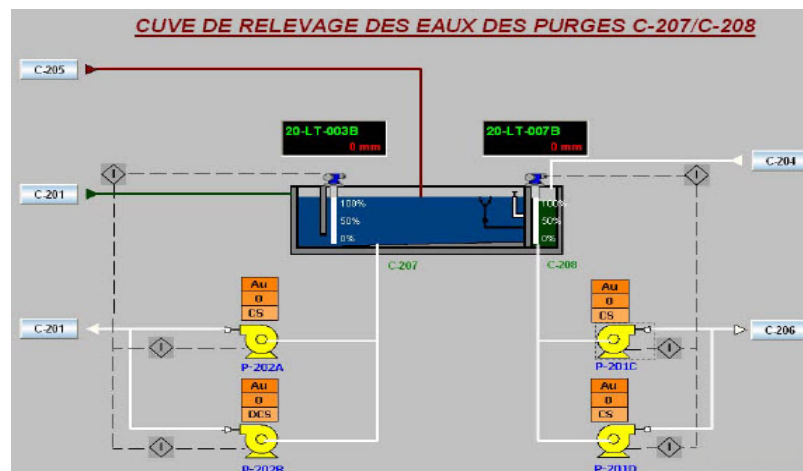 CUVE DE RELEVAGE DES EAUX DES PURGES C-207/C-208
C-205
20-LT-003B
0 mm
20-LT-007B
0 mm
C-204
I
I
C-201
100%
50%
0%
100%
50%
0%
C-207
C-208
Au
0
CS
Au
0
CS
C-201
C-206
I
I
P-202A
P-201C
Au
0
DCS
Au
0
CS
I
I
P-202B
P-201D